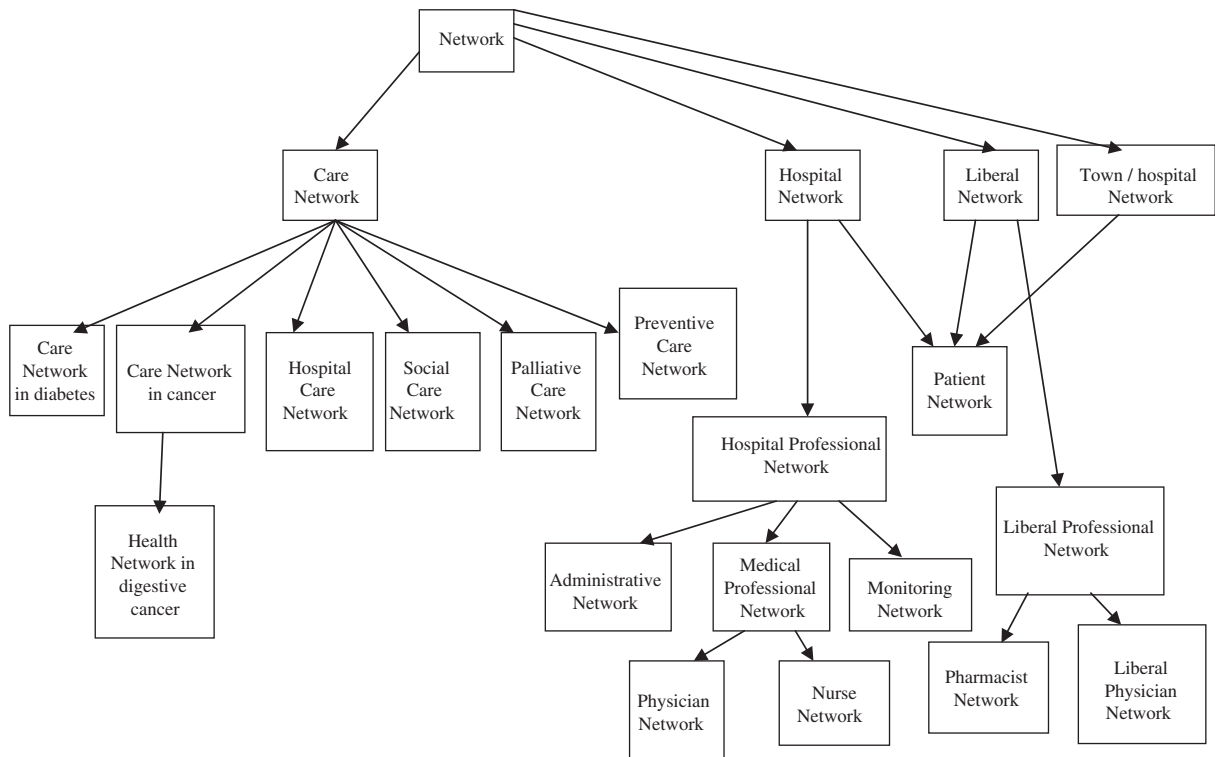 Network
Care
Network
Hospital
Network
Liberal
Network
Town / hospital
Network
Care
Network
in diabetes
Care Network
in cancer
Hospital
Care
Network
Social
Care
Network
Palliative
Care
Network
Preventive
Care
Network
Patient
Network
Hospital Professional
Network
Health
Network in
digestive
cancer
Liberal Professional
Network
Administrative
Network
Medical
Professional
Network
Monitoring
Network
Physician
Network
Nurse
Network
Pharmacist
Network
Liberal
Physician
Network